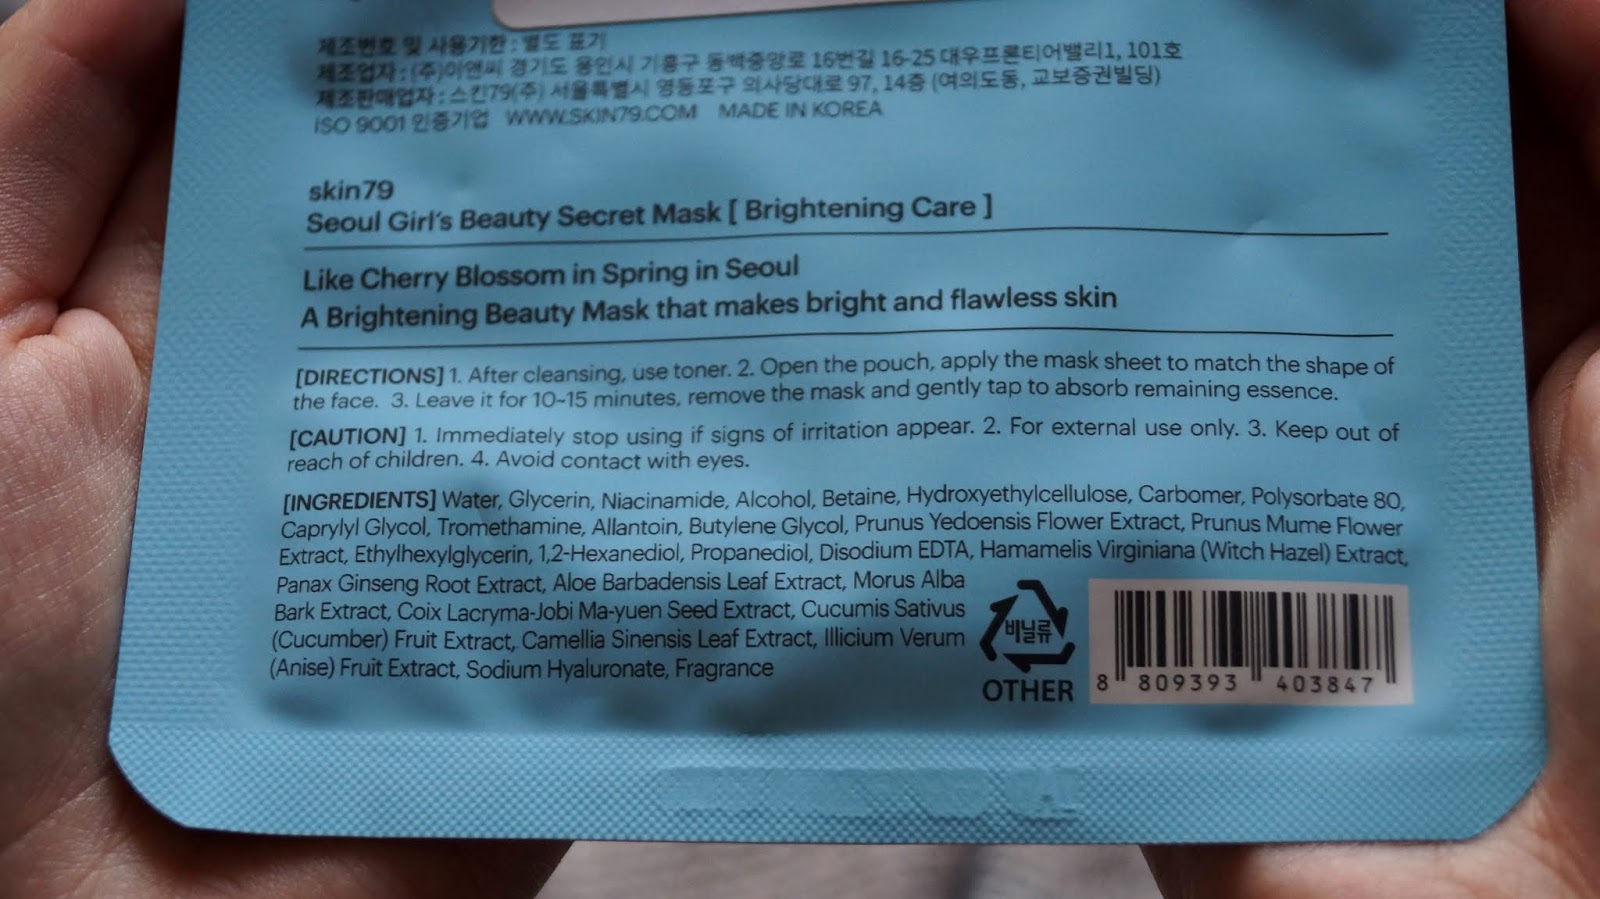 제조번호 및 사용기한 : 별도 표기
제조업자 : (주)이앤씨 경기도 용인시 기흥구 동백중앙로 16번길 16-25 대우프론티어밸리1, 101호
제조판매업자 : 스킨79(주) 서울특별시 영등포구 의사당대로 97, 14층 (여의도동, 교보증권빌딩)
ISO 9001 인증기업 WWW.SKIN79.COM MADE IN KOREA
skin79
Seoul Girl's Beauty Secret Mask [ Brightening Care ]
Like Cherry Blossom in Spring in Seoul
A Brightening Beauty Mask that makes bright and flawless skin
[DIRECTIONS] 1. After cleansing, use toner. 2. Open the pouch, apply the mask sheet to match the shape of
the face. 3. Leave it for 10~15 minutes, remove the mask and gently tap to absorb remaining essence.
[CAUTION] 1. Immediately stop using if signs of irritation appear. 2. For external use only. 3. Keep out of
reach of children. 4. Avoid contact with eyes.
[INGREDIENTS] Water, Glycerin, Niacinamide, Alcohol, Betaine, Hydroxyethylcellulose, Carbomer, Polysorbate 80,
Caprylyl Glycol, Tromethamine, Allantoin, Butylene Glycol, Prunus Yedoensis Flower Extract, Prunus Mume Flower
Extract, Ethylhexylglycerin, 1,2-Hexanediol, Propanediol, Disodium EDTA, Hamamelis Virginiana (Witch Hazel) Extract,
Panax Ginseng Root Extract, Aloe Barbadensis Leaf Extract, Morus Alba
Bark Extract, Coix Lacryma-Jobi Ma-yuen Seed Extract, Cucumis Sativus
(Cucumber) Fruit Extract, Camellia Sinensis Leaf Extract, Illicium Verum
(Anise) Fruit Extract, Sodium Hyaluronate, Fragrance
비닐류
OTHER
8 809393 403847